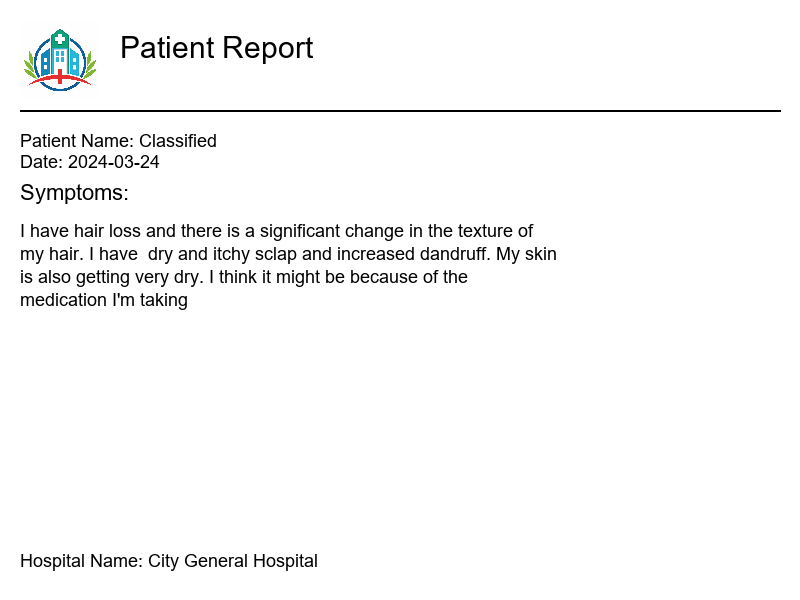 Patient Report
Patient Name: Classified
Date: 2024-03-24
Symptoms:
I have hair loss and there is a significant change in the texture of
my hair. I have  dry and itchy sclap and increased dandruff. My skin
is also getting very dry. I think it might be because of the
medication I'm taking
Hospital Name: City General Hospital